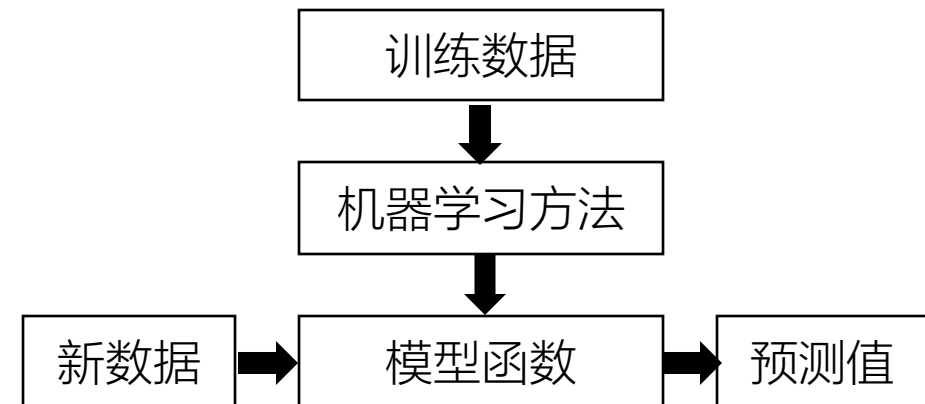 训练数据
机器学习方法
新数据
模型函数
预测值